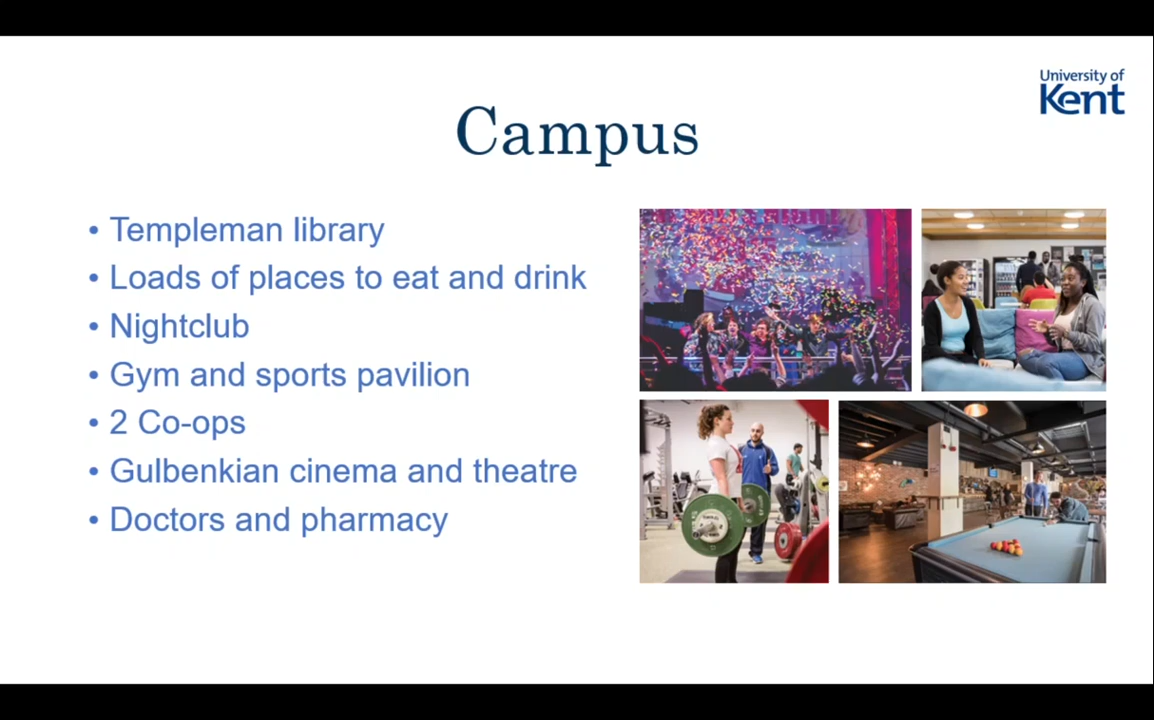 University of
Kent
Campus
• Templeman library
• Loads of places to eat and drink
• Nightclub
• Gym and sports pavilion
• 2 Co-ops
• Gulbenkian cinema and theatre
• Doctors and pharmacy